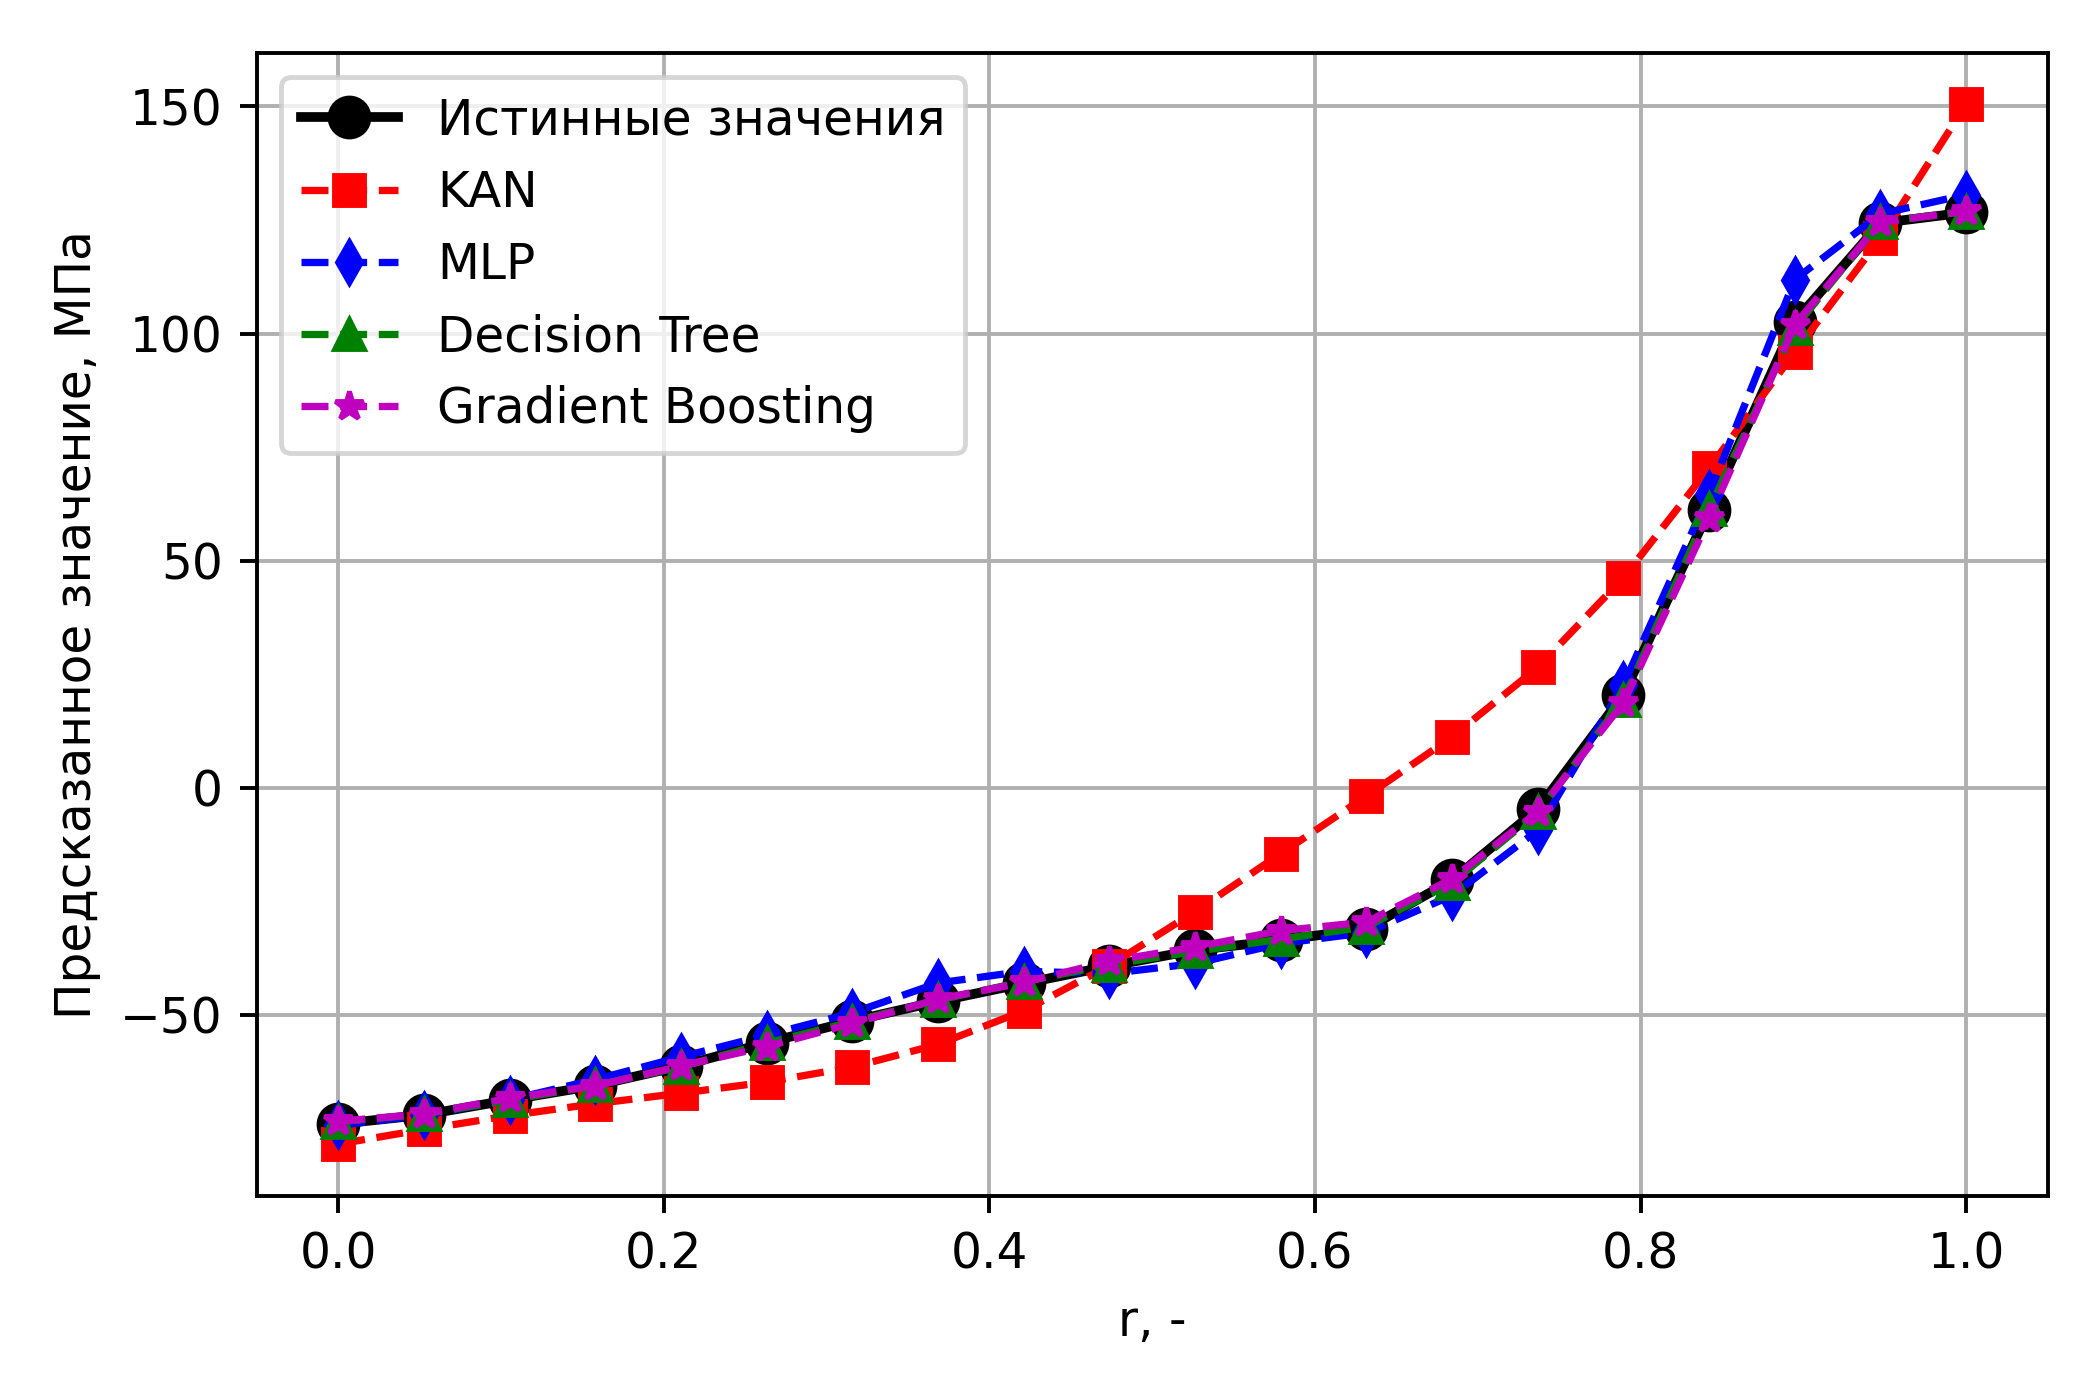 Истинные значения
KAN
MLP
Decision Tree
Gradient Boosting
Предсказанное значение, МПа
150
100
50
0
−50
0.0 0.2 0.4 0.6 0.8 1.0
r, -